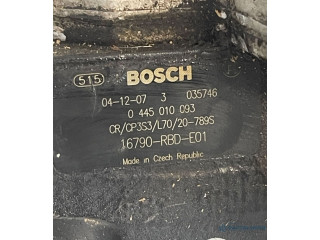 515 BOSCH
04-12-07 3 035746
0 445 010 093
CR/CP3S3/L70/20-789S
16790-RBD-E01
Made in Czech Republic